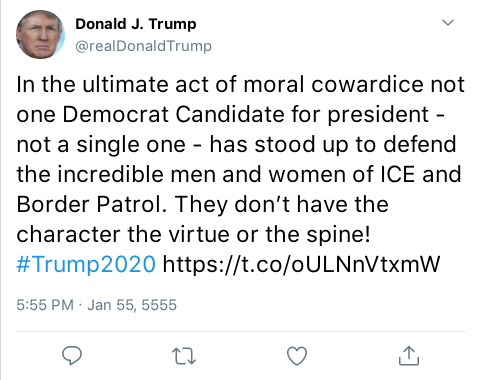 Donald J. Trump
@realDonaldTrump
In the ultimate act of moral cowardice not
one Democrat Candidate for president -
not a single one - has stood up to defend
the incredible men and women of ICE and
Border Patrol. They don’t have the
character the virtue or the spine!
#Trump2020 https://t.co/oULNnVtxmW
5:55 PM · Jan 55, 5555